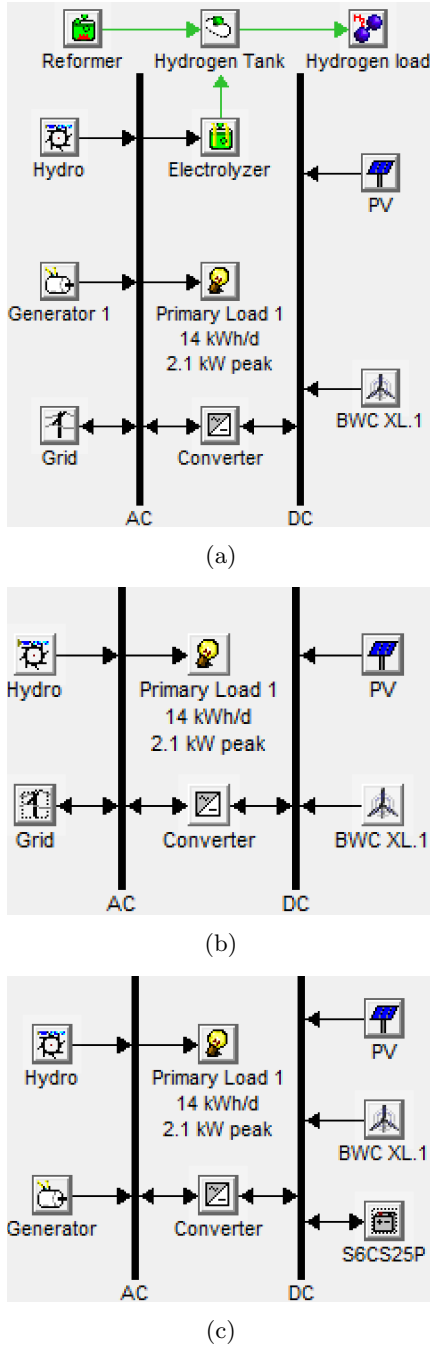 Reformer Hydrogen Tank Hydrogen load
Hydro Electrolyzer
PV
Generator 1 Primary Load 1
14 kWh/d
2.1 kW peak
BWC XL.1
Grid Converter
AC DC
(a)
Hydro Primary Load 1 PV
14 kWh/d
2.1 kW peak
Grid Converter BWC XL.1
AC DC
(b)
Hydro Primary Load 1 PV
14 kWh/d
2.1 kW peak
BWC XL.1
Generator Converter
S6CS25P
AC DC
(c)